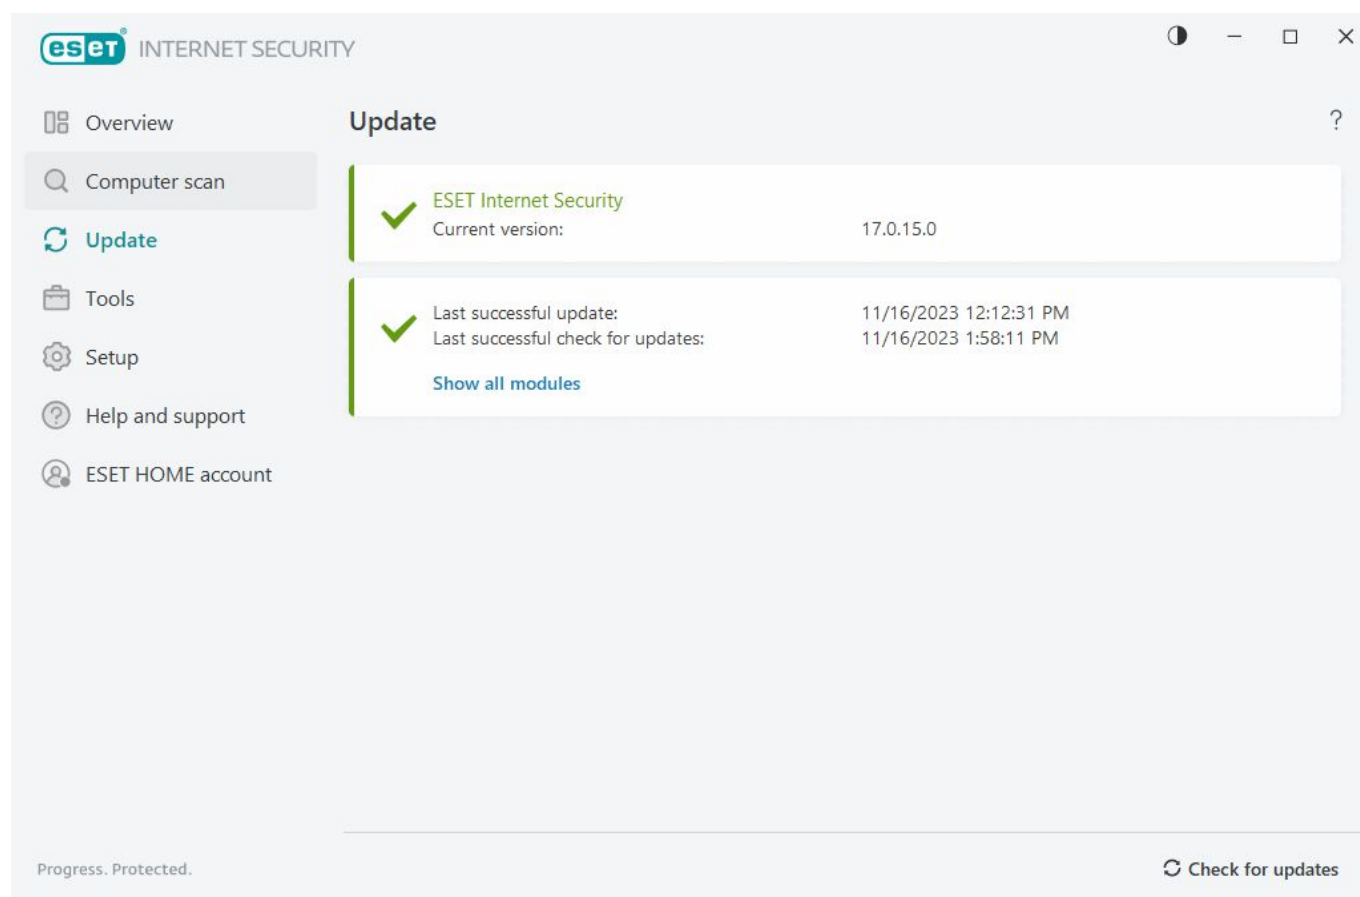 eset® INTERNET SECURITY
Overview
Computer scan
Update
Tools
Setup
Help and support
ESET HOME account
Update
?
ESET Internet Security
Current version: 17.0.15.0
Last successful update: 11/16/2023 12:12:31 PM
Last successful check for updates: 11/16/2023 1:58:11 PM
Show all modules
Progress. Protected.
Check for updates